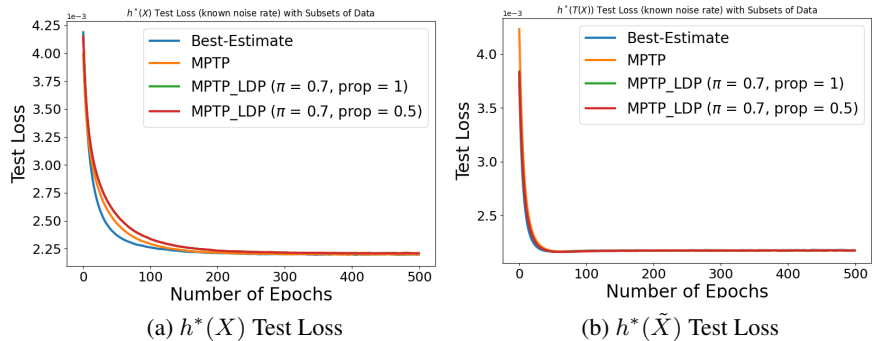 h*(X) Test Loss (known noise rate) with Subsets of Data
1e−3
4.25
4.00
3.75
3.50
3.25
3.00
2.75
2.50
2.25
Test Loss
Best-Estimate
MPTP
MPTP_LDP (π = 0.7, prop = 1)
MPTP_LDP (π = 0.7, prop = 0.5)
0 100 200 300 400 500
Number of Epochs
(a) h*(X) Test Loss
h*(T(X)) Test Loss (known noise rate) with Subsets of Data
1e−3
4.0
3.5
3.0
2.5
Test Loss
Best-Estimate
MPTP
MPTP_LDP (π = 0.7, prop = 1)
MPTP_LDP (π = 0.7, prop = 0.5)
0 100 200 300 400 500
Number of Epochs
(b) h*(X̃) Test Loss